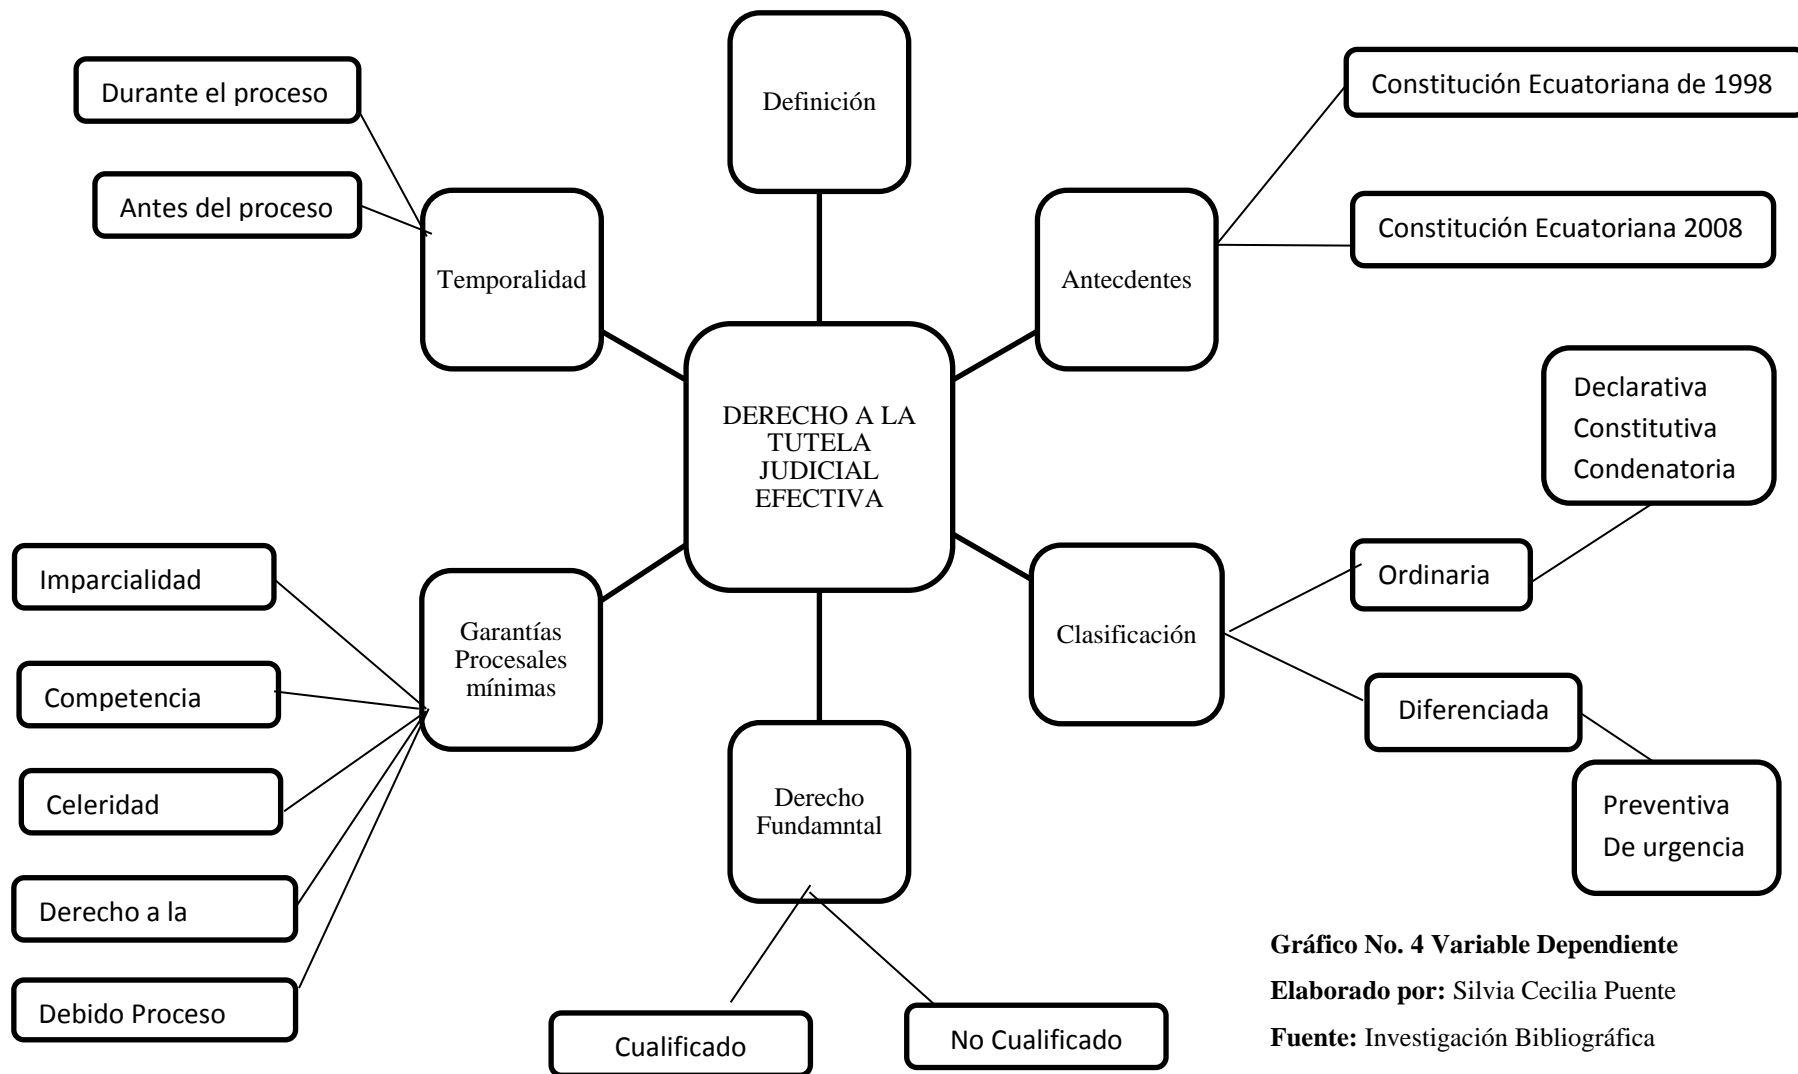 Definición
Durante el proceso
Antes del proceso
Temporalidad
Antecdentes
Constitución Ecuatoriana de 1998
Constitución Ecuatoriana 2008
DERECHO A LA
TUTELA
JUDICIAL
EFECTIVA
Declarativa
Constitutiva
Condenatoria
Ordinaria
Clasificación
Diferenciada
Preventiva
De urgencia
Garantías
Procesales
mínimas
Imparcialidad
Competencia
Celeridad
Derecho a la
Debido Proceso
Derecho
Fundamntal
Cualificado
No Cualificado
Gráfico No. 4 Variable Dependiente
Elaborado por: Silvia Cecilia Puente
Fuente: Investigación Bibliográfica